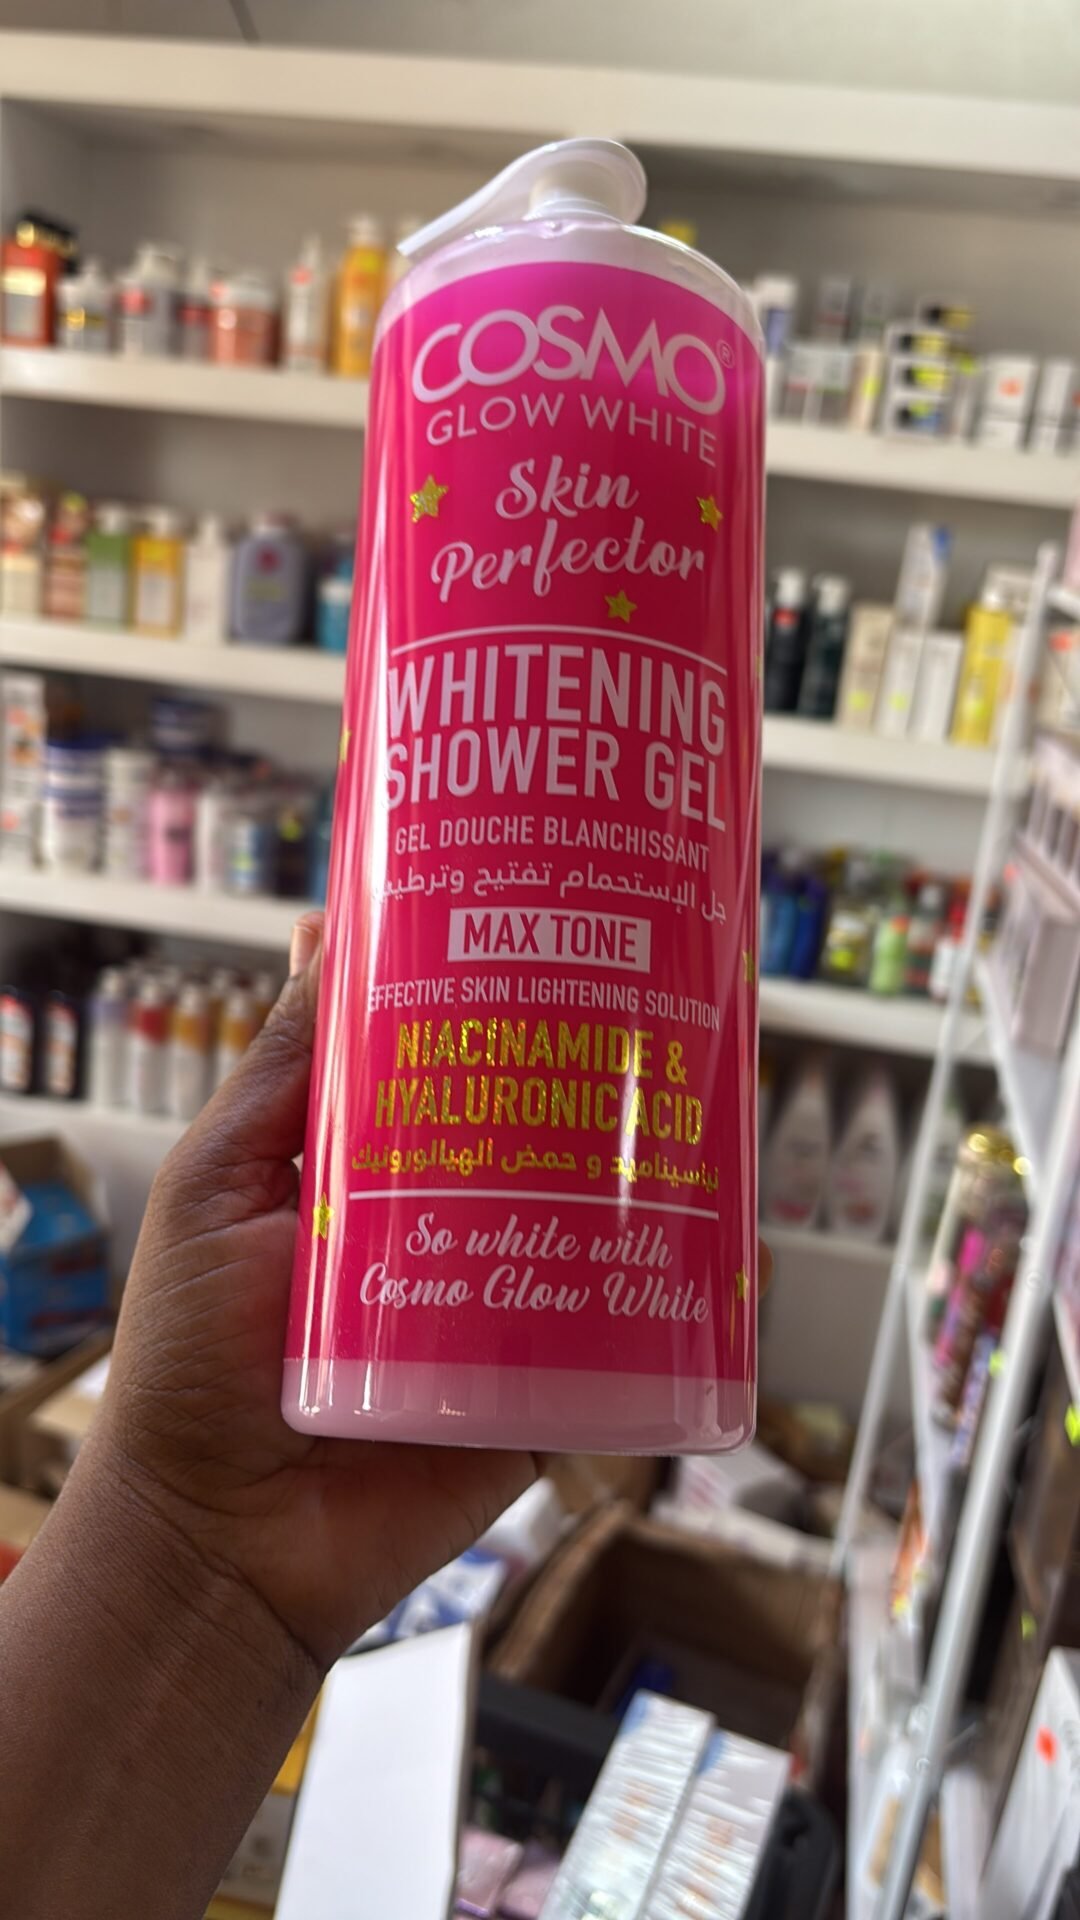 COSMO®
GLOW WHITE
Skin
Perfector
WHITENING
SHOWER GEL
GEL DOUCHE BLANCHISSANT
جل الإستحمام تفتيح وترطيب
MAX TONE
EFFECTIVE SKIN LIGHTENING SOLUTION
NIACINAMIDE &
HYALURONIC ACID
نياسيناميد و حمض الهيالورونيك
So white with
Cosmo Glow White